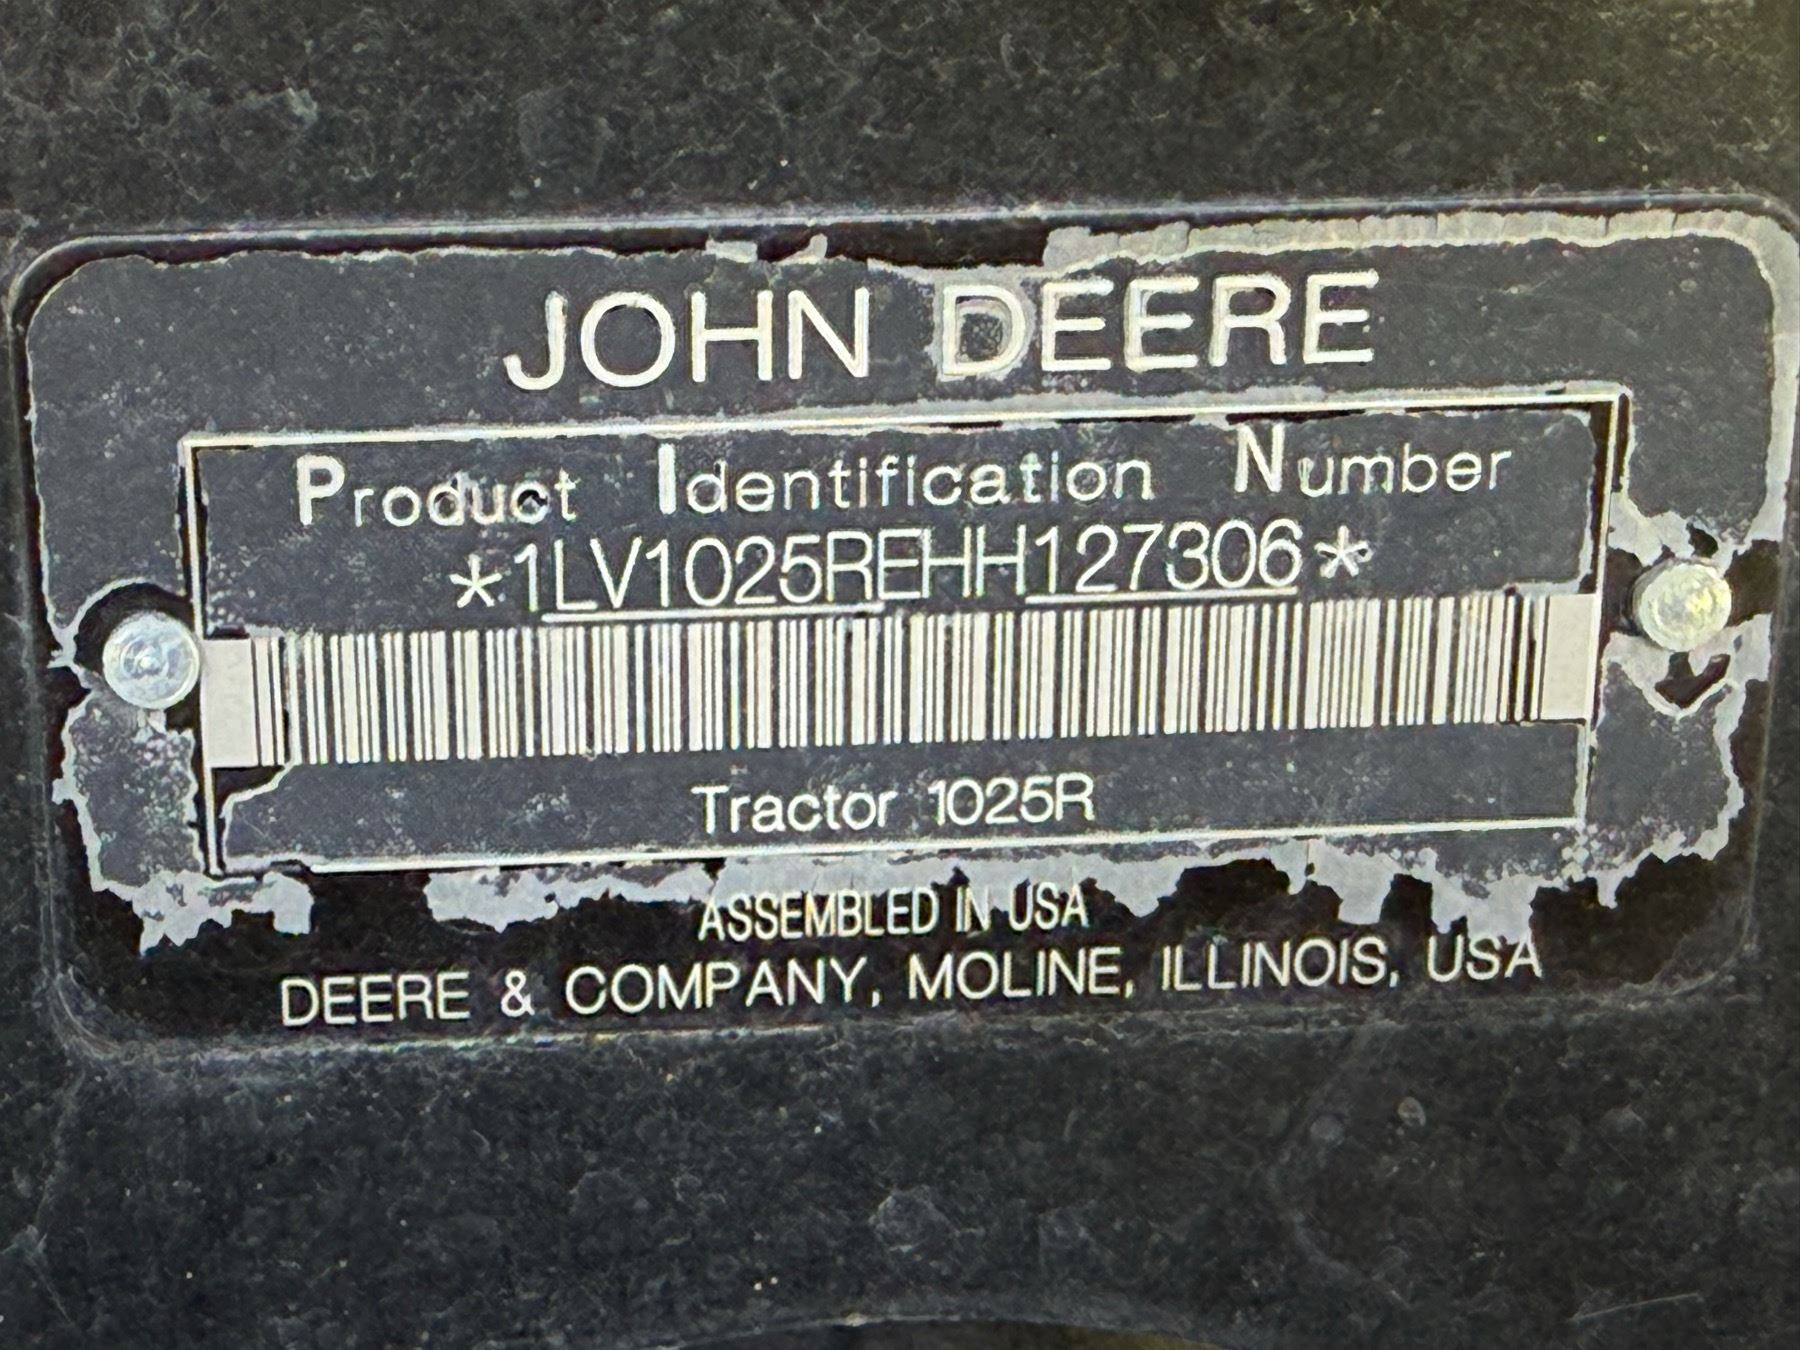 JOHN DEERE
Product Identification Number
*1LV1025REHH127306*
Tractor 1025R
ASSEMBLED IN USA
DEERE & COMPANY, MOLINE, ILLINOIS, USA